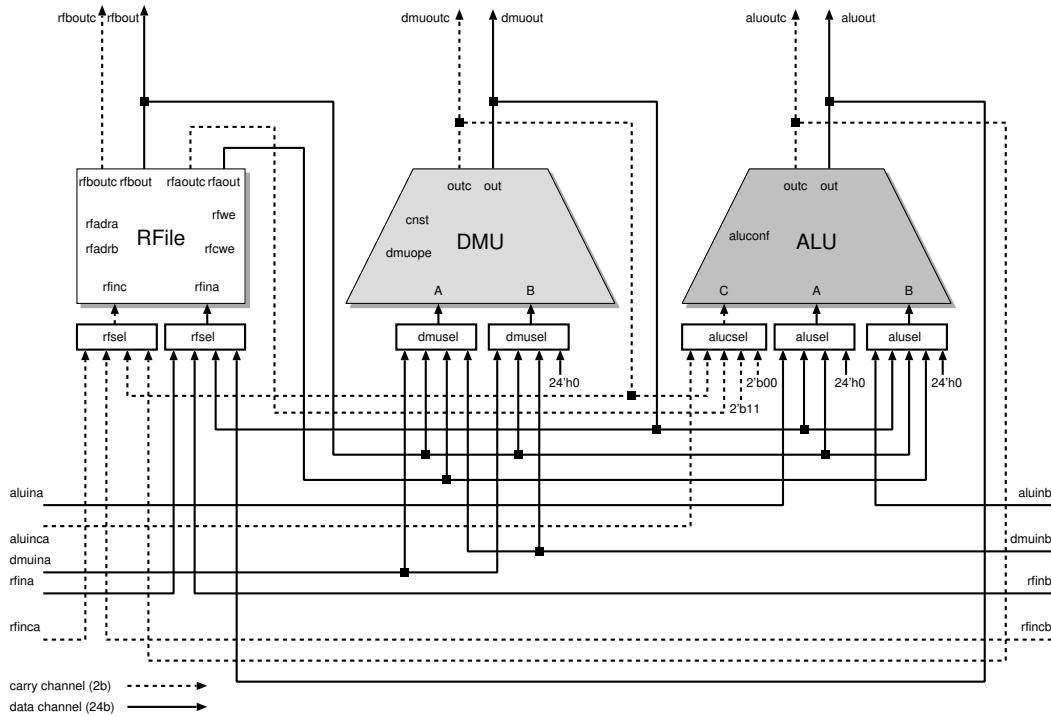 rfboutc rfbout dmuoutc dmuout aluoutc aluout
rfboutc rfbout rfaoutc rfaout outc out outc out
rfadra rfwe cnst aluconf
rfadrb RFile rfcwe dmuope DMU ALU
rfinc rfina A B C A B
rfsel rfsel dmusel dmusel alucsel alusel alusel
24'h0 2'b00 24'h0 24'h0
2'b11
aluina aluinb
aluinca dmuinb
dmuina
rfina rfinb
rfinca rfincb
carry channel (2b)
data channel (24b)